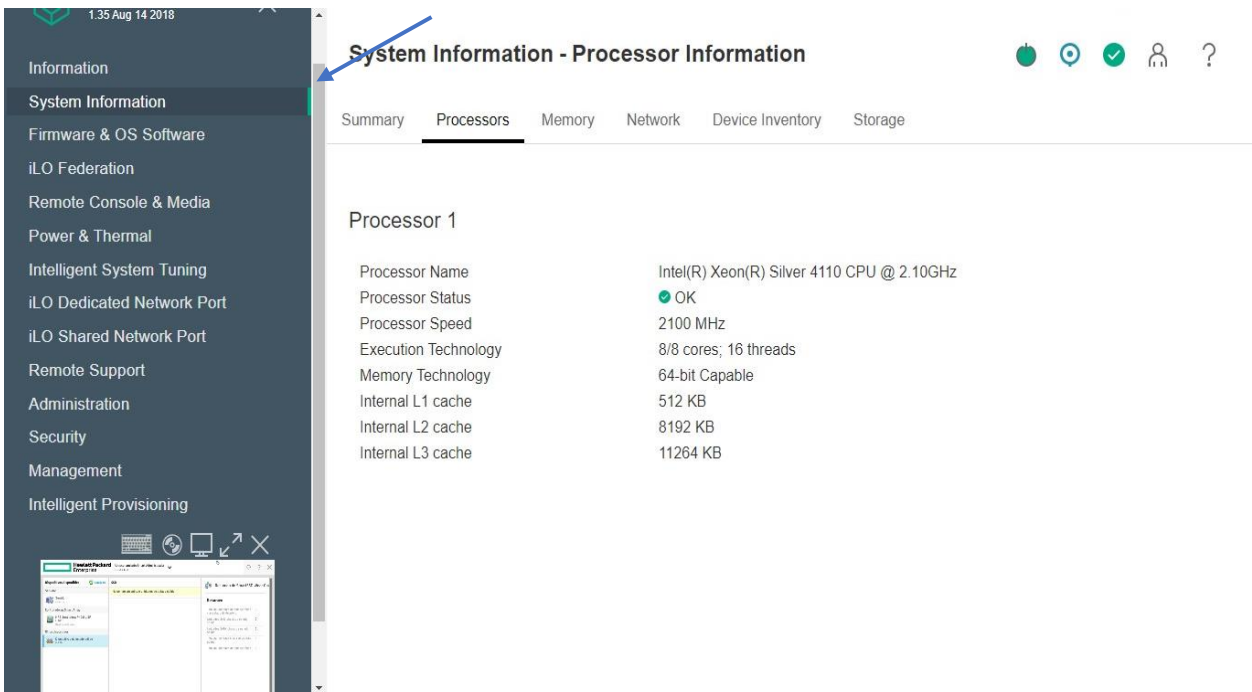 1.35 Aug 14 2018
Information
System Information
Firmware & OS Software
iLO Federation
Remote Console & Media
Power & Thermal
Intelligent System Tuning
iLO Dedicated Network Port
iLO Shared Network Port
Remote Support
Administration
Security
Management
Intelligent Provisioning
Hewlett Packard
Enterprise
System Information - Processor Information
?
Summary Processors Memory Network Device Inventory Storage
Processor 1
Processor Name Intel(R) Xeon(R) Silver 4110 CPU @ 2.10GHz
Processor Status OK
Processor Speed 2100 MHz
Execution Technology 8/8 cores; 16 threads
Memory Technology 64-bit Capable
Internal L1 cache 512 KB
Internal L2 cache 8192 KB
Internal L3 cache 11264 KB